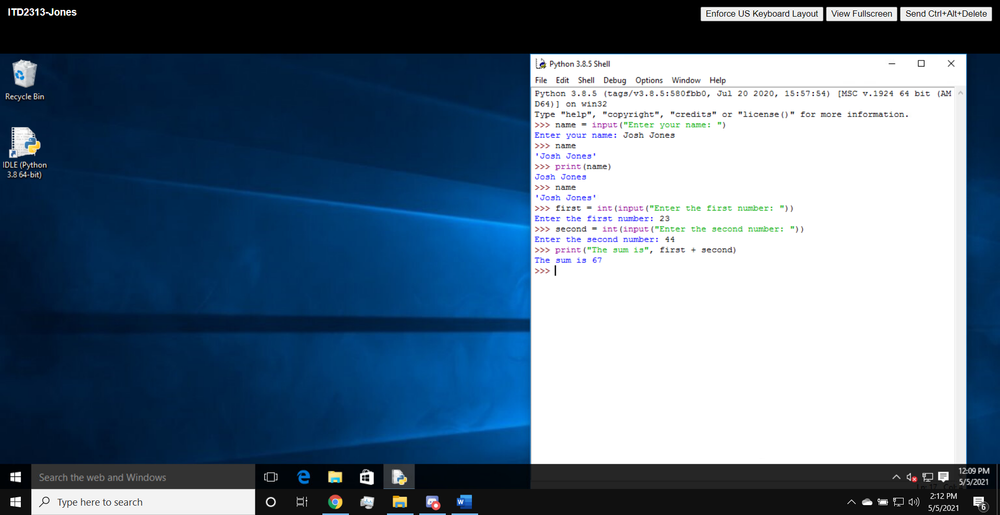 ITD2313-Jones
Enforce US Keyboard Layout
View Fullscreen
Send Ctrl+Alt+Delete
Recycle Bin
IDLE (Python
3.8 64-bit)
Python 3.8.5 Shell
File Edit Shell Debug Options Window Help
Python 3.8.5 (tags/v3.8.5:580fbb0, Jul 20 2020, 15:57:54) [MSC v.1924 64 bit (AM
D64)] on win32
Type "help", "copyright", "credits" or "license()" for more information.
>>> name = input("Enter your name: ")
Enter your name: Josh Jones
>>> name
'Josh Jones'
>>> print(name)
Josh Jones
>>> name
'Josh Jones'
>>> first = int(input("Enter the first number: "))
Enter the first number: 23
>>> second = int(input("Enter the second number: "))
Enter the second number: 44
>>> print("The sum is", first + second)
The sum is 67
>>>
Search the web and Windows
12:09 PM
5/5/2021
Ln: 17 Col: 4
Type here to search
W
2:12 PM
5/5/2021
6